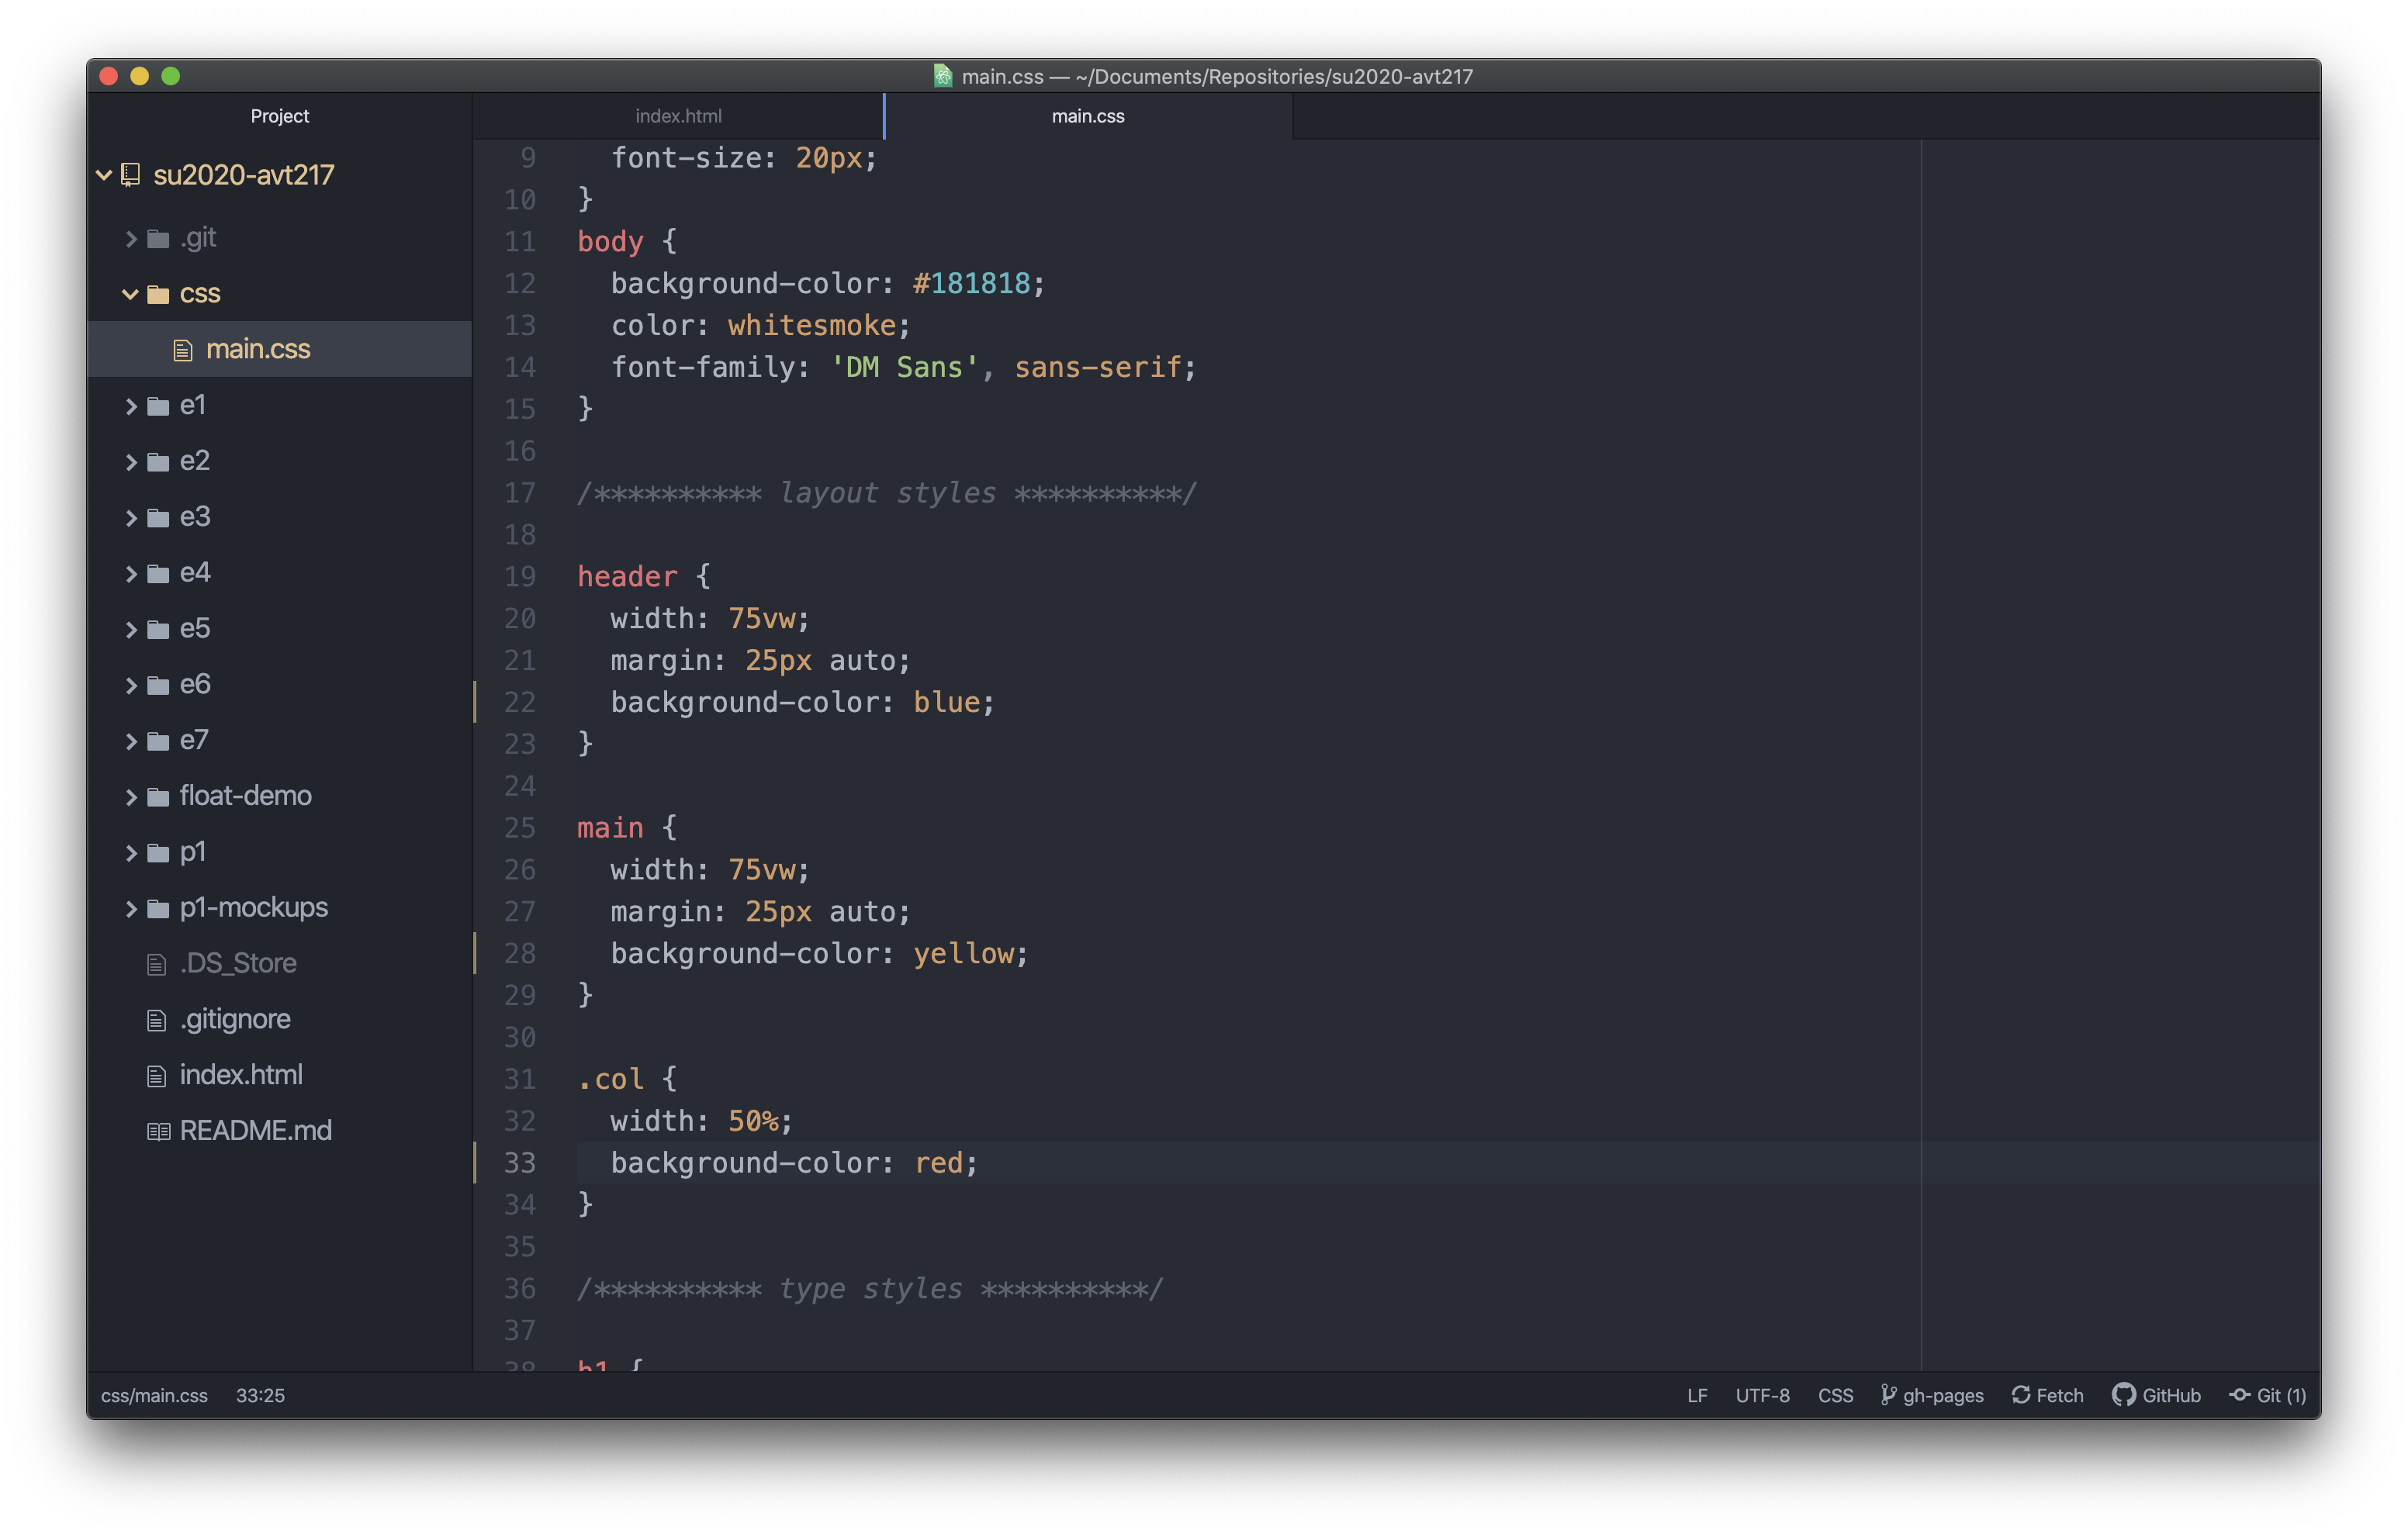 main.css — ~/Documents/Repositories/su2020-avt217
Project
su2020-avt217
.git
css
main.css
e1
e2
e3
e4
e5
e6
e7
float-demo
p1
p1-mockups
.DS_Store
.gitignore
index.html
README.md
index.html
main.css
9 font-size: 20px;
10 }
11 body {
12 background-color: #181818;
13 color: whitesmoke;
14 font-family: 'DM Sans', sans-serif;
15 }
16
17 /********** layout styles **********/
18
19 header {
20 width: 75vw;
21 margin: 25px auto;
22 background-color: blue;
23 }
24
25 main {
26 width: 75vw;
27 margin: 25px auto;
28 background-color: yellow;
29 }
30
31 .col {
32 width: 50%;
33 background-color: red;
34 }
35
36 /********** type styles **********/
37
38 h1 {
css/main.css 33:25
LF UTF-8 CSS gh-pages Fetch GitHub Git (1)